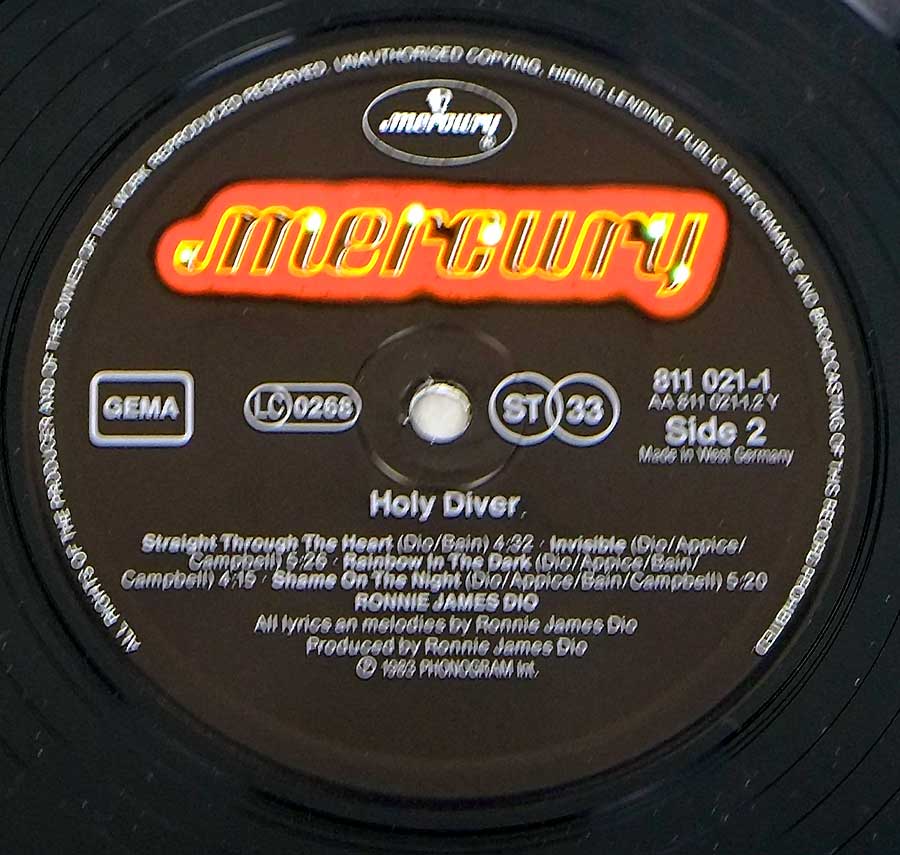 ALL RIGHTS OF THE PRODUCER AND OF THE OWNER OF THE WORK REPRODUCED RESERVED. UNAUTHORISED COPYING, HIRING, LENDING, PUBLIC PERFORMANCE AND BROADCASTING OF THIS RECORD PROHIBITED
mercury
mercury
GEMA
LC 0268
ST 33
811 021-1
AA 811 021-1.2 Y
Side 2
Made in West Germany
Holy Diver
Straight Through The Heart (Dio/Bain) 4:32 · Invisible (Dio/Appice/
Campbell) 5:26 · Rainbow In The Dark (Dio/Appice/Bain/
Campbell) 4:15 · Shame On The Night (Dio/Appice/Bain/Campbell) 5:20
RONNIE JAMES DIO
All lyrics an melodies by Ronnie James Dio
Produced by Ronnie James Dio
℗ 1983 PHONOGRAM Int.